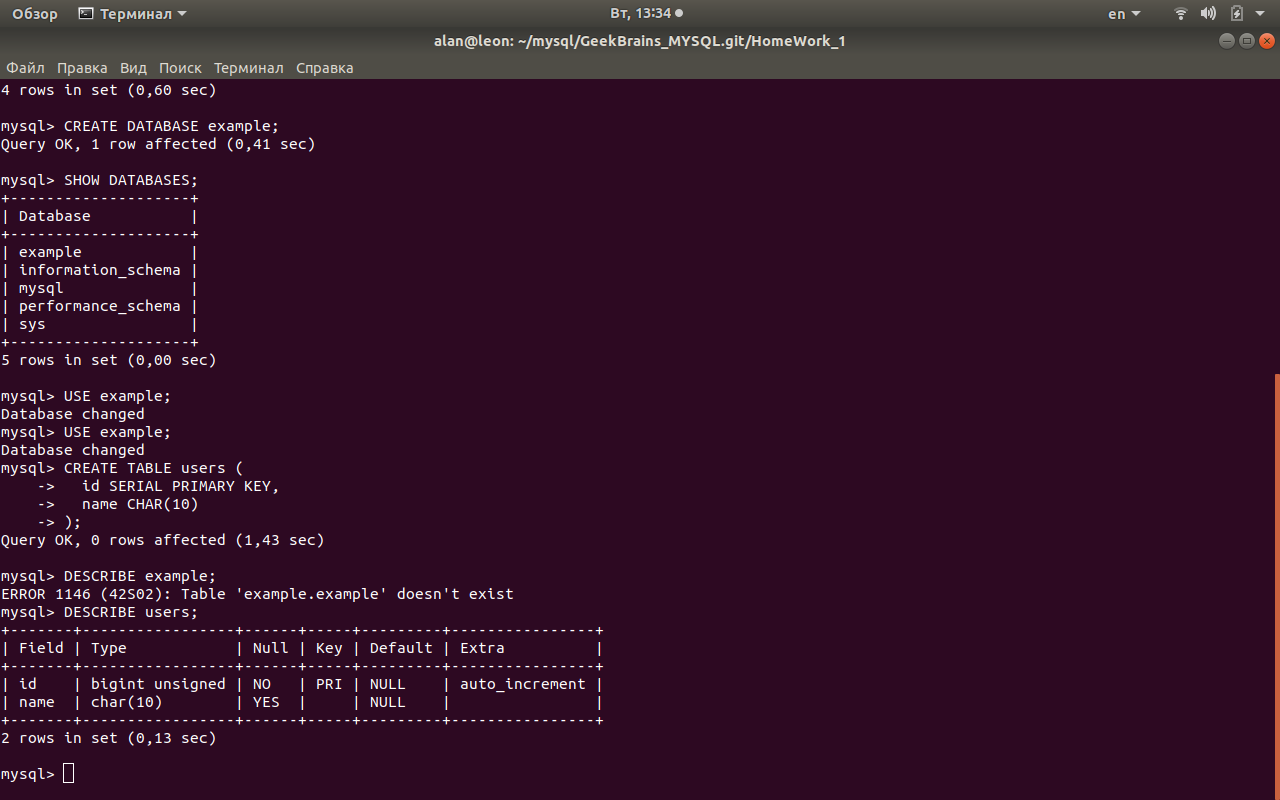 Обзор Терминал Вт, 13:34 en
alan@leon: ~/mysql/GeekBrains_MYSQL.git/HomeWork_1
Файл Правка Вид Поиск Терминал Справка
4 rows in set (0,60 sec)
mysql> CREATE DATABASE example;
Query OK, 1 row affected (0,41 sec)
mysql> SHOW DATABASES;
+--------------------+
| Database           |
+--------------------+
| example            |
| information_schema |
| mysql              |
| performance_schema |
| sys                |
+--------------------+
5 rows in set (0,00 sec)
mysql> USE example;
Database changed
mysql> USE example;
Database changed
mysql> CREATE TABLE users (
    ->   id SERIAL PRIMARY KEY,
    ->   name CHAR(10)
    -> );
Query OK, 0 rows affected (1,43 sec)
mysql> DESCRIBE example;
ERROR 1146 (42S02): Table 'example.example' doesn't exist
mysql> DESCRIBE users;
+-------+-----------------+------+-----+---------+----------------+
| Field | Type            | Null | Key | Default | Extra          |
+-------+-----------------+------+-----+---------+----------------+
| id    | bigint unsigned | NO   | PRI | NULL    | auto_increment |
| name  | char(10)        | YES  |     | NULL    |                |
+-------+-----------------+------+-----+---------+----------------+
2 rows in set (0,13 sec)
mysql>